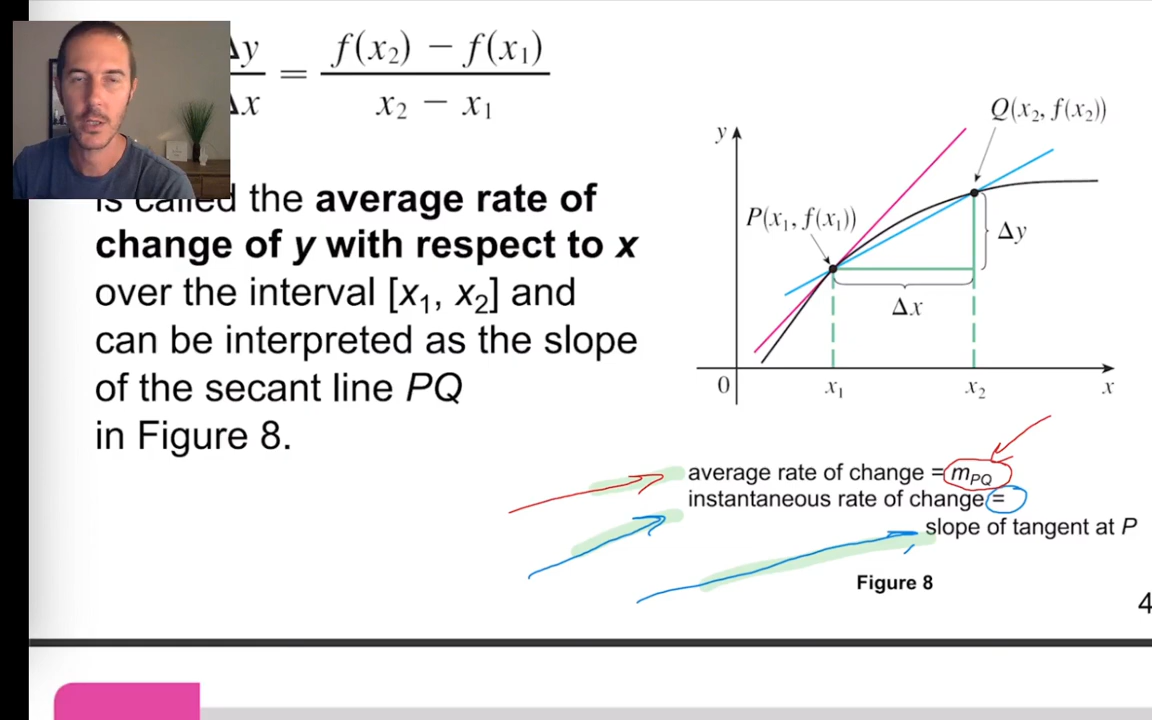 Δy/Δx = f(x₂) − f(x₁)/x₂ − x₁
is called the average rate of
change of y with respect to x
over the interval [x₁, x₂] and
can be interpreted as the slope
of the secant line PQ
in Figure 8.
y
Q(x₂, f(x₂))
P(x₁, f(x₁))
Δy
Δx
0
x₁
x₂
x
average rate of change = m_PQ
instantaneous rate of change =
slope of tangent at P
Figure 8
4